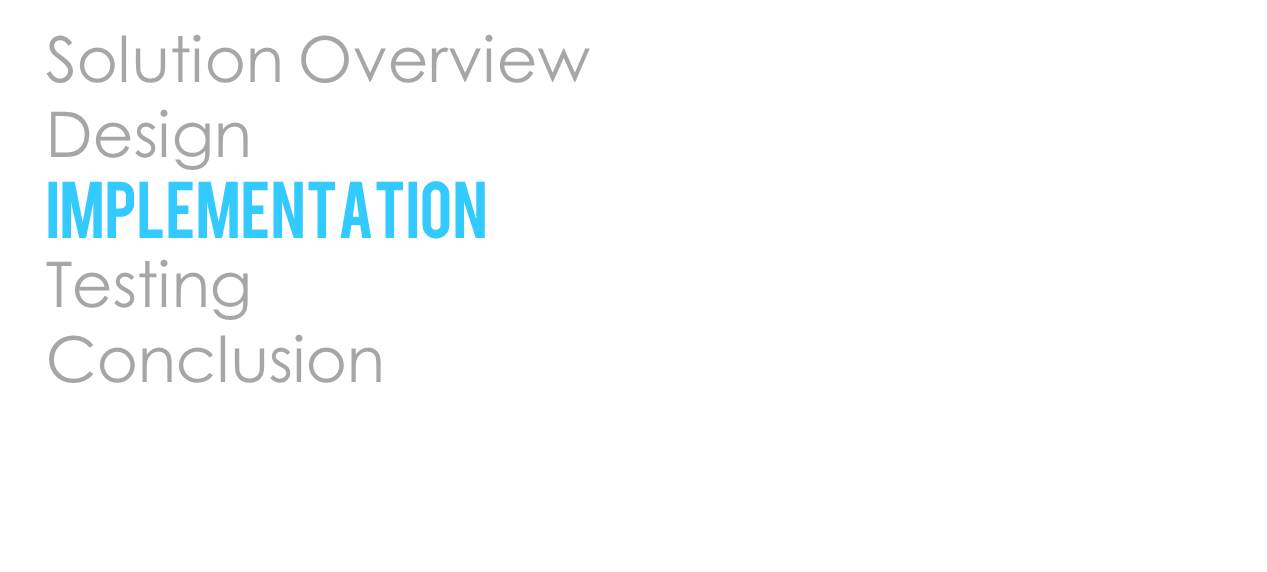 Solution Overview
Design
IMPLEMENTATION
Testing
Conclusion